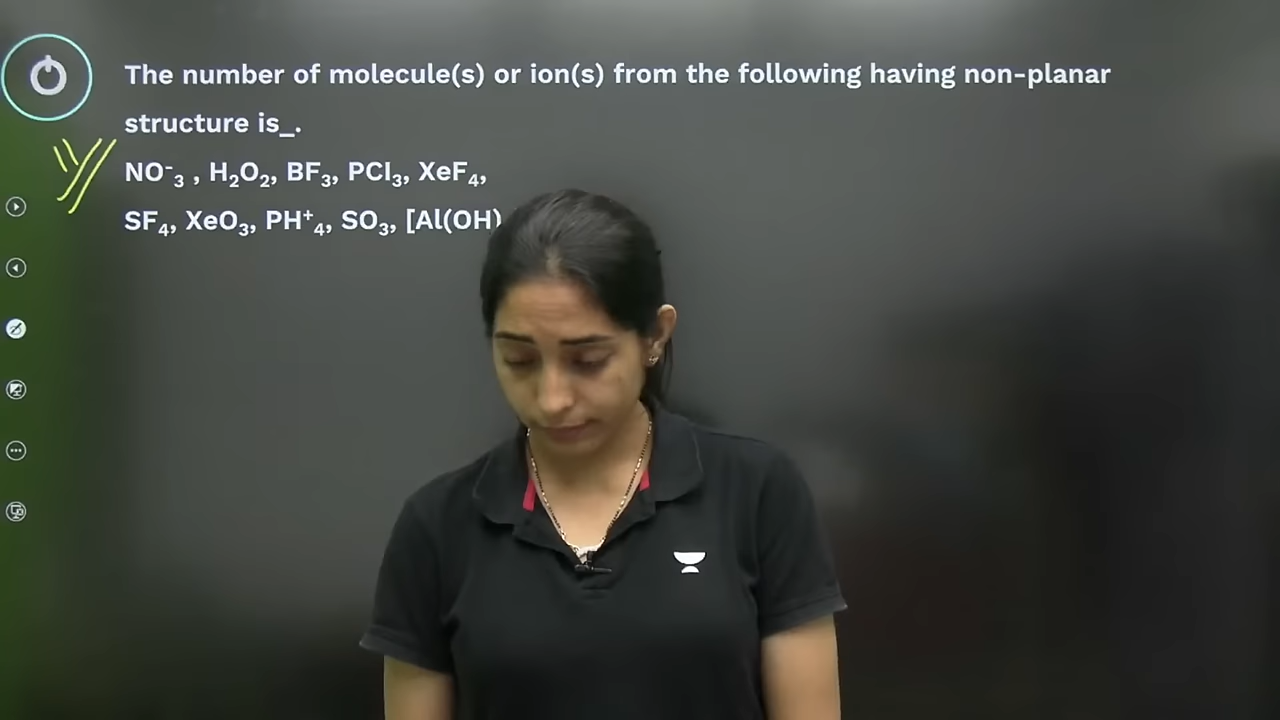 The number of molecule(s) or ion(s) from the following having non-planar
structure is_.
NO⁻₃ , H₂O₂, BF₃, PCl₃, XeF₄,
SF₄, XeO₃, PH⁺₄, SO₃, [Al(OH)